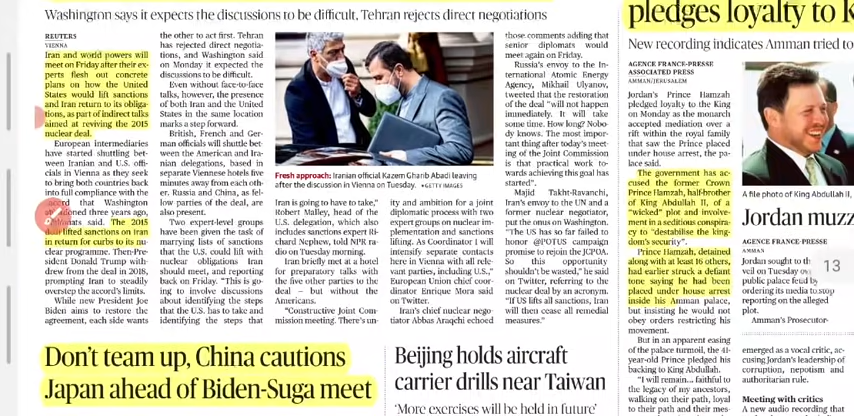 Washington says it expects the discussions to be difficult, Tehran rejects direct negotiations
REUTERS
VIENNA
Iran and world powers will
meet on Friday after their ex-
perts flesh out concrete
plans on how the United
States would lift sanctions
and Iran return to its obliga-
tions, as part of indirect talks
aimed at reviving the 2015
nuclear deal.
European intermediaries
have started shuttling be-
tween Iranian and U.S. offi-
cials in Vienna as they seek
to bring both countries back
into full compliance with the
accord that Washington
three years ago,
said. The 2015
deal lifted sanctions on Iran
in return for curbs to its nu-
clear programme. Then-Pre-
sident Donald Trump with-
drew from the deal in 2018,
prompting Iran to steadily
overstep the accord's limits.
While new President Joe
Biden aims to restore the
agreement, each side wants
the other to act first. Tehran
has rejected direct negotia-
tions, and Washington said
on Monday it expected the
discussions to be difficult.
Even without face-to-face
talks, however, the presence
of both Iran and the United
States in the same location
marks a step forward.
British, French and Ger-
man officials will shuttle bet-
ween the American and Ira-
nian delegations, based in
separate Viennese hotels five
minutes away from each oth-
er. Russia and China, as fel-
low parties of the deal, are
also present.
Two expert-level groups
have been given the task of
marrying lists of sanctions
that the U.S. could lift with
nuclear obligations Iran
should meet, and reporting
back on Friday. "This is go-
ing to involve discussions
about identifying the steps
that the U.S. has to take and
identifying the steps that
Fresh approach: Iranian official Kazem Gharib Abadi leaving
after the discussion in Vienna on Tuesday. • GETTY IMAGES
Iran is going to have to take,"
Robert Malley, head of the
U.S. delegation, which also
includes sanctions expert Ri-
chard Nephew, told NPR ra-
dio on Tuesday morning.
Iran briefly met at a hotel
for preparatory talks with
the five other parties to the
deal – but without the
Americans.
"Constructive Joint Com-
mission meeting. There's un-
ity and ambition for a joint
diplomatic process with two
expert groups on nuclear im-
plementation and sanctions
lifting. As Coordinator I will
intensify separate contacts
here in Vienna with all rele-
vant parties, including U.S.,"
European Union chief coor-
dinator Enrique Mora said
on Twitter.
Iran's chief nuclear nego-
tiator Abbas Araqchi echoed
those comments adding that
senior diplomats would
meet again on Friday.
Russia's envoy to the In-
ternational Atomic Energy
Agency, Mikhail Ulyanov,
tweeted that the restoration
of the deal "will not happen
immediately. It will take
some time. How long? Nobo-
dy knows. The most impor-
tant thing after today's meet-
ing of the Joint Commission
is that practical work to-
wards achieving this goal has
started".
Majid Takht-Ravanchi,
Iran's envoy to the UN and a
former nuclear negotiator,
put the onus on Washington.
"The US has so far failed to
honor @POTUS campaign
promise to rejoin the JCPOA.
So this opportunity
shouldn't be wasted," he said
on Twitter, referring to the
nuclear deal by an acronym.
"If US lifts all sanctions, Iran
will then cease all remedial
measures."
pledges loyalty to K
New recording indicates Amman tried to
AGENCE FRANCE-PRESSE
ASSOCIATED PRESS
AMMAN/JERUSALEM
Jordan's Prince Hamzah
pledged loyalty to the King
on Monday as the monarch
accepted mediation over a
rift within the royal family
that saw the Prince placed
under house arrest, the pa-
lace said.
The government has ac-
cused the former Crown
Prince Hamzah, half-brother
of King Abdullah II, of a
"wicked" plot and involve-
ment in a seditious conspira-
cy to "destabilise the king-
dom's security".
Prince Hamzah, detained
along with at least 16 others,
had earlier struck a defiant
tone saying he had been
placed under house arrest
inside his Amman palace,
but insisting he would not
obey orders restricting his
movement.
But in an apparent easing
of the palace turmoil, the 41-
year-old Prince pledged his
backing to King Abdullah.
"I will remain... faithful to
the legacy of my ancestors,
walking on their path, loyal
to their path and their mes-
A file photo of King Abdullah II,
Jordan muzz
AGENCE FRANCE-PRESSE
AMMAN
Jordan sought to
veil on Tuesday
public palace feud by
ordering its media to stop
reporting on the alleged
plot.
Amman's Prosecutor-
13
emerged as a vocal critic, ac-
cusing Jordan's leadership of
corruption, nepotism and
authoritarian rule.
Meeting with critics
A new audio recording that
Don't team up, China cautions
Japan ahead of Biden-Suga meet
Beijing holds aircraft
carrier drills near Taiwan
'More exercises will be held in future'